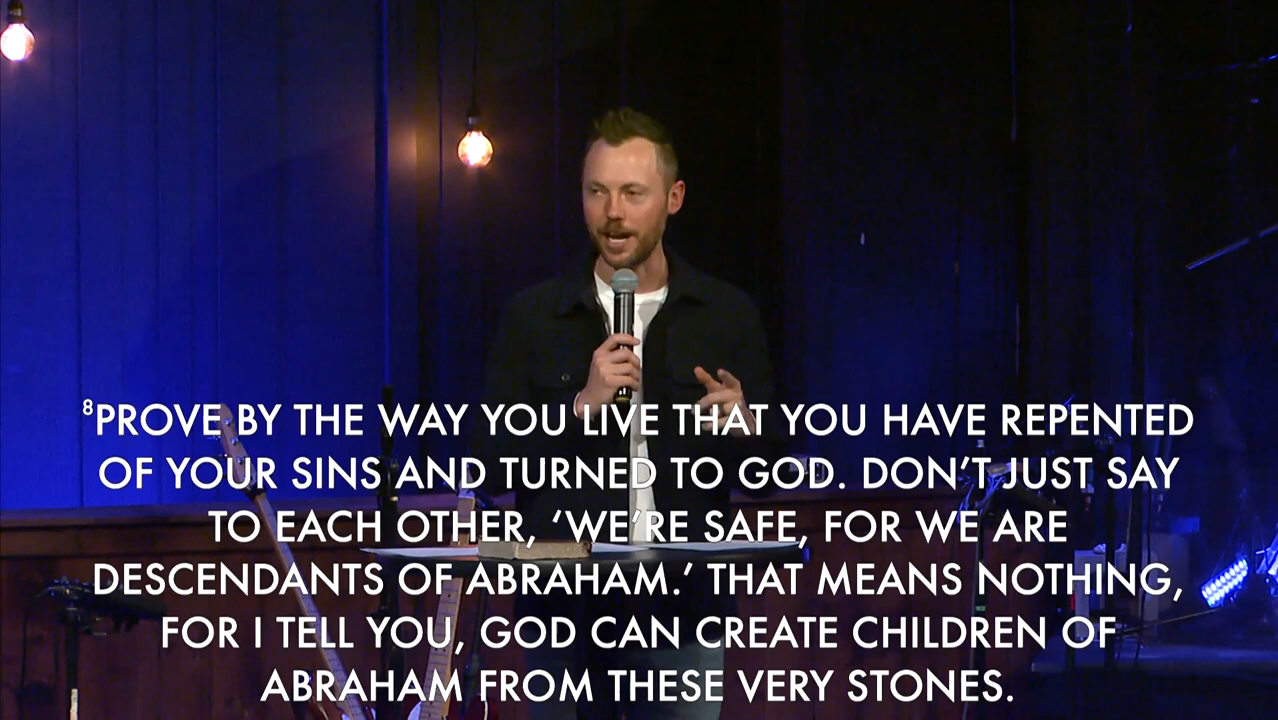 ⁸PROVE BY THE WAY YOU LIVE THAT YOU HAVE REPENTED
OF YOUR SINS AND TURNED TO GOD. DON’T JUST SAY
TO EACH OTHER, ‘WE’RE SAFE, FOR WE ARE
DESCENDANTS OF ABRAHAM.’ THAT MEANS NOTHING,
FOR I TELL YOU, GOD CAN CREATE CHILDREN OF
ABRAHAM FROM THESE VERY STONES.